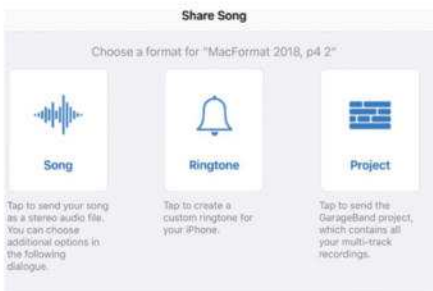 Share Song
Choose a format for "MacFormat 2018, p4 2"
Song
Tap to send your song
as a stereo audio file.
You can choose
additional options in
the following
dialogue.
Ringtone
Tap to create a
custom ringtone for
your iPhone.
Project
Tap to send the
GarageBand project,
which contains all
your multi-track
recordings.